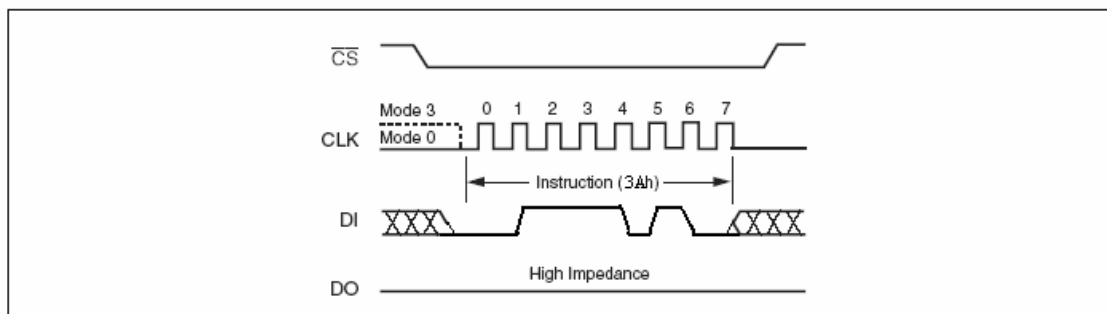 CS
Mode 3 0 1 2 3 4 5 6 7
CLK Mode 0
Instruction (3Ah)
DI
High Impedance
DO